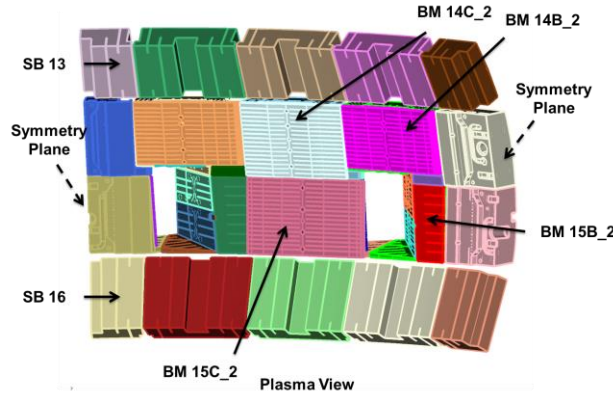 BM 14C_2
BM 14B_2
SB 13
Symmetry
Plane
Symmetry
Plane
BM 15B_2
SB 16
BM 15C_2
Plasma View